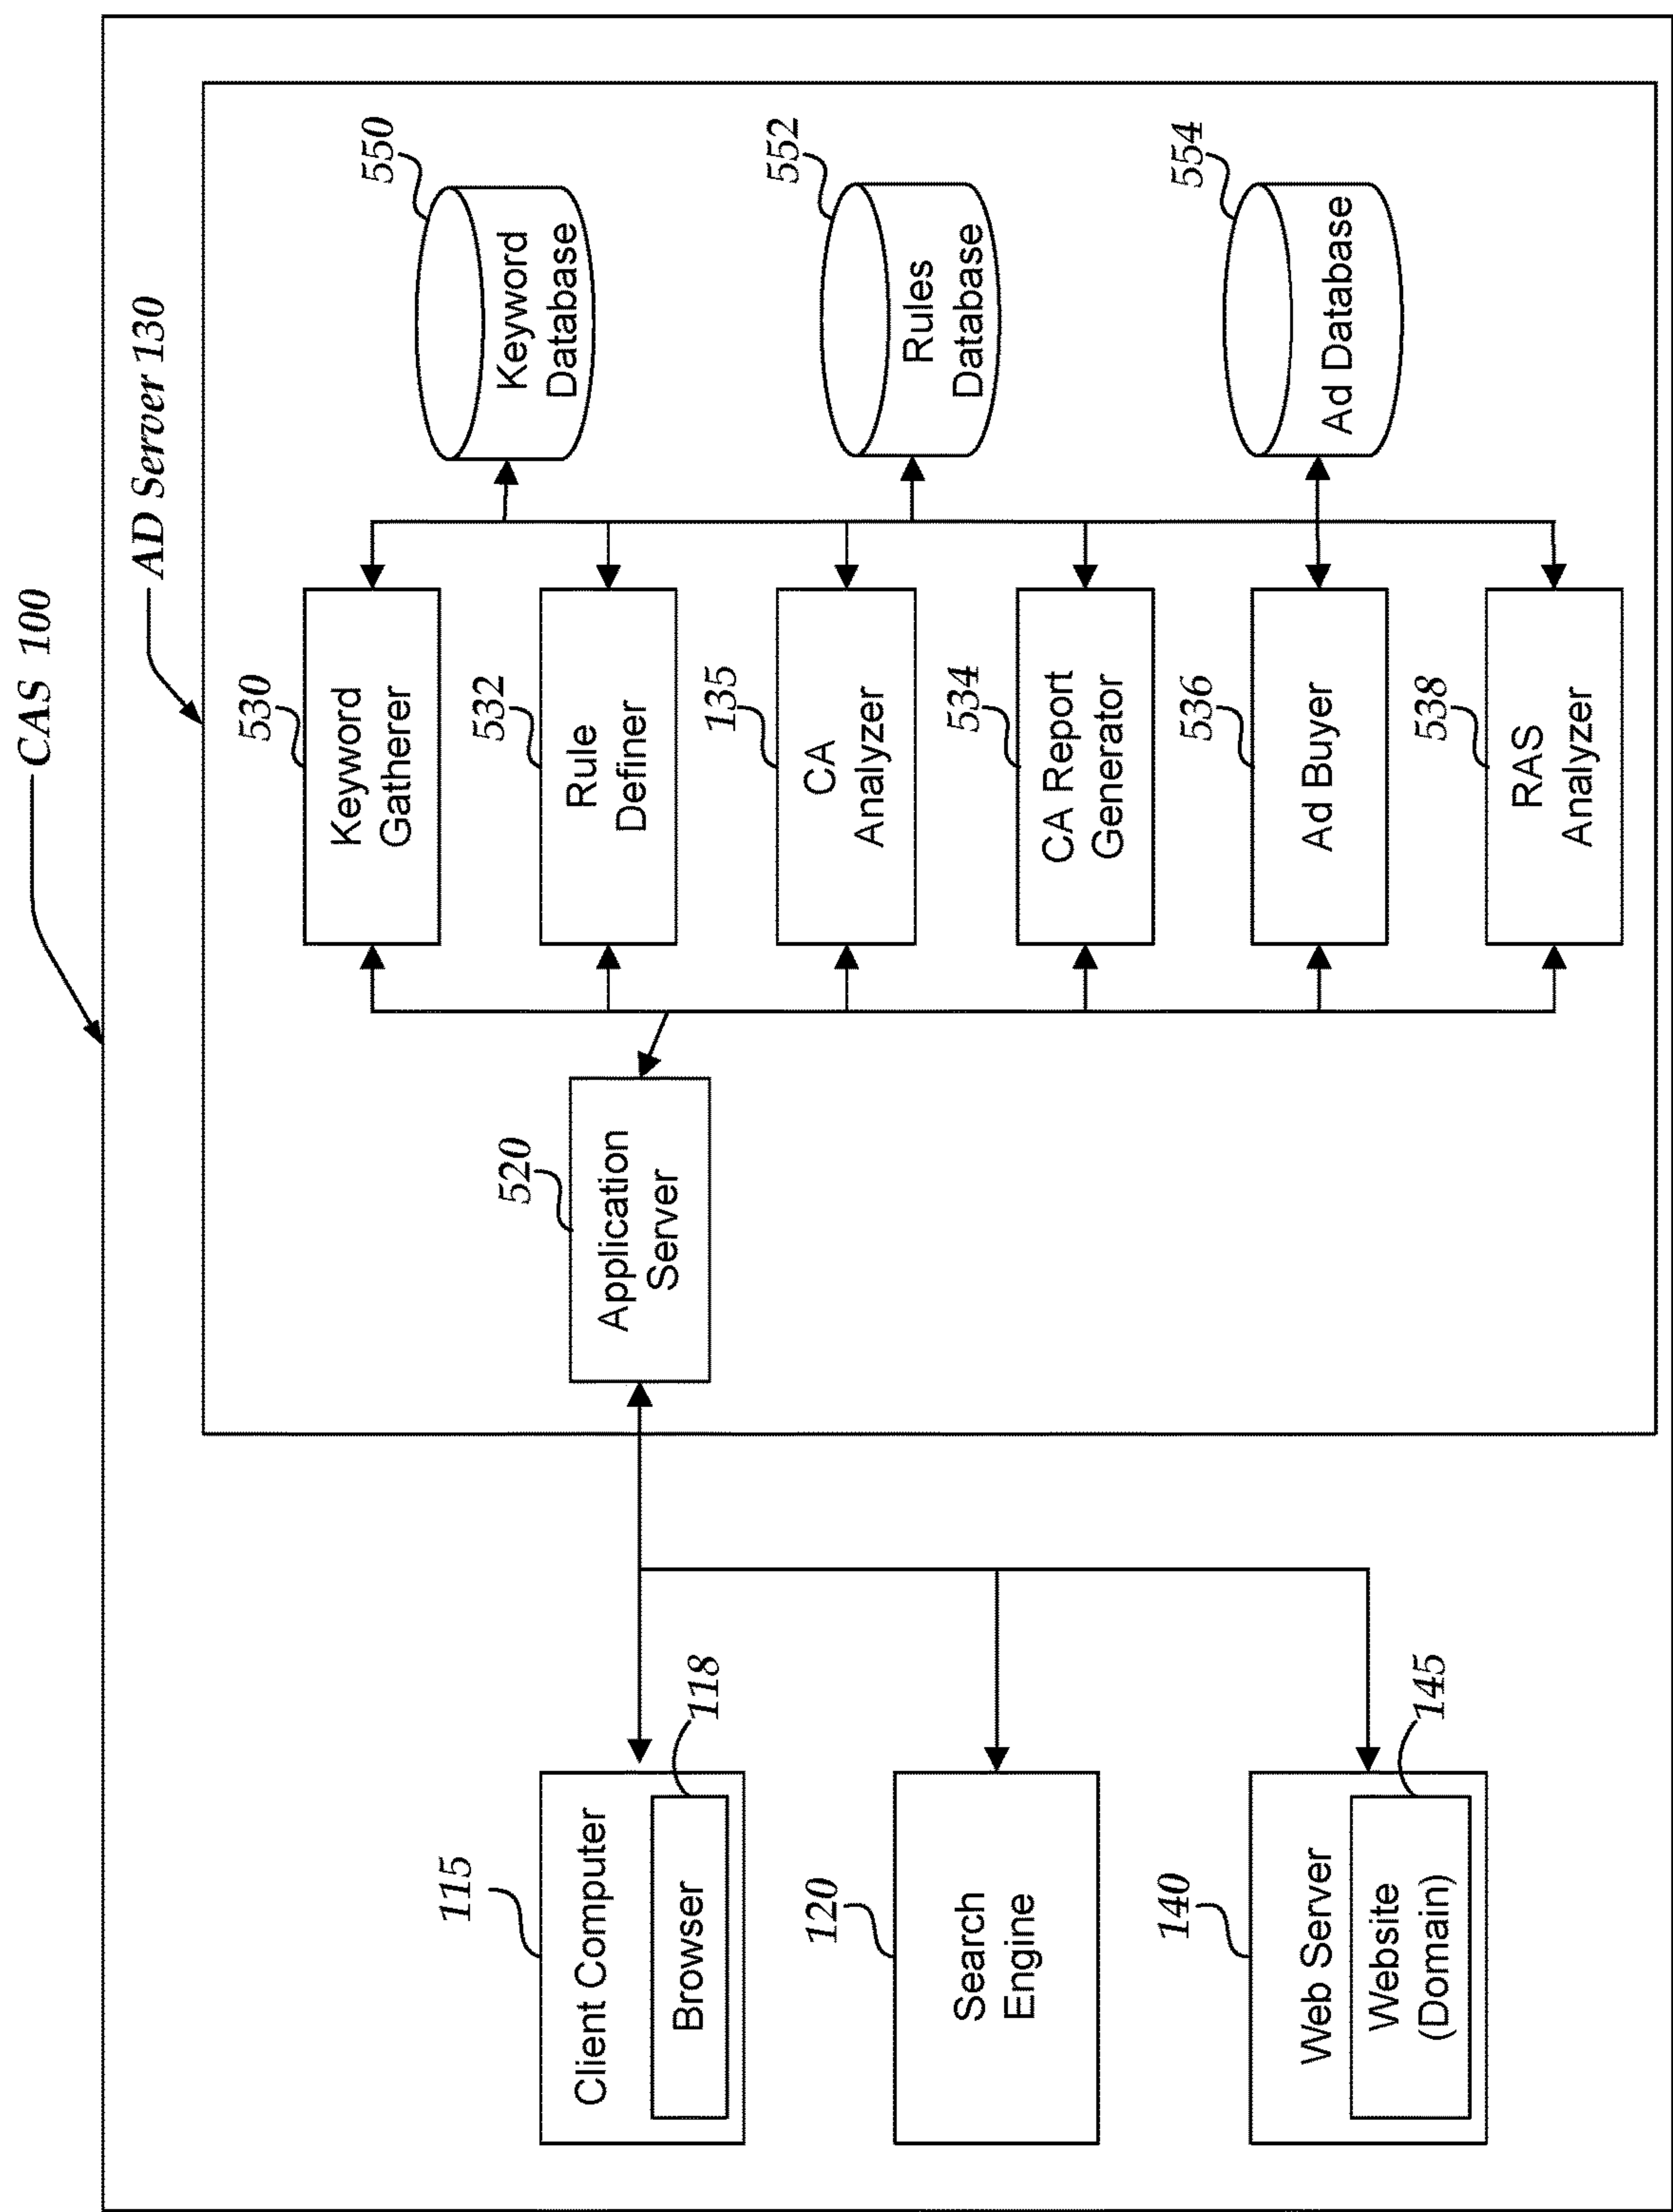 CAS 100
AD Server 130
115
Client Computer
Browser
118
120
Search
Engine
140
Web Server
Website
(Domain)
145
520
Application
Server
530
Keyword
Gatherer
532
Rule
Definer
135
CA
Analyzer
534
CA Report
Generator
536
Ad Buyer
538
RAS
Analyzer
550
Keyword
Database
552
Rules
Database
554
Ad Database